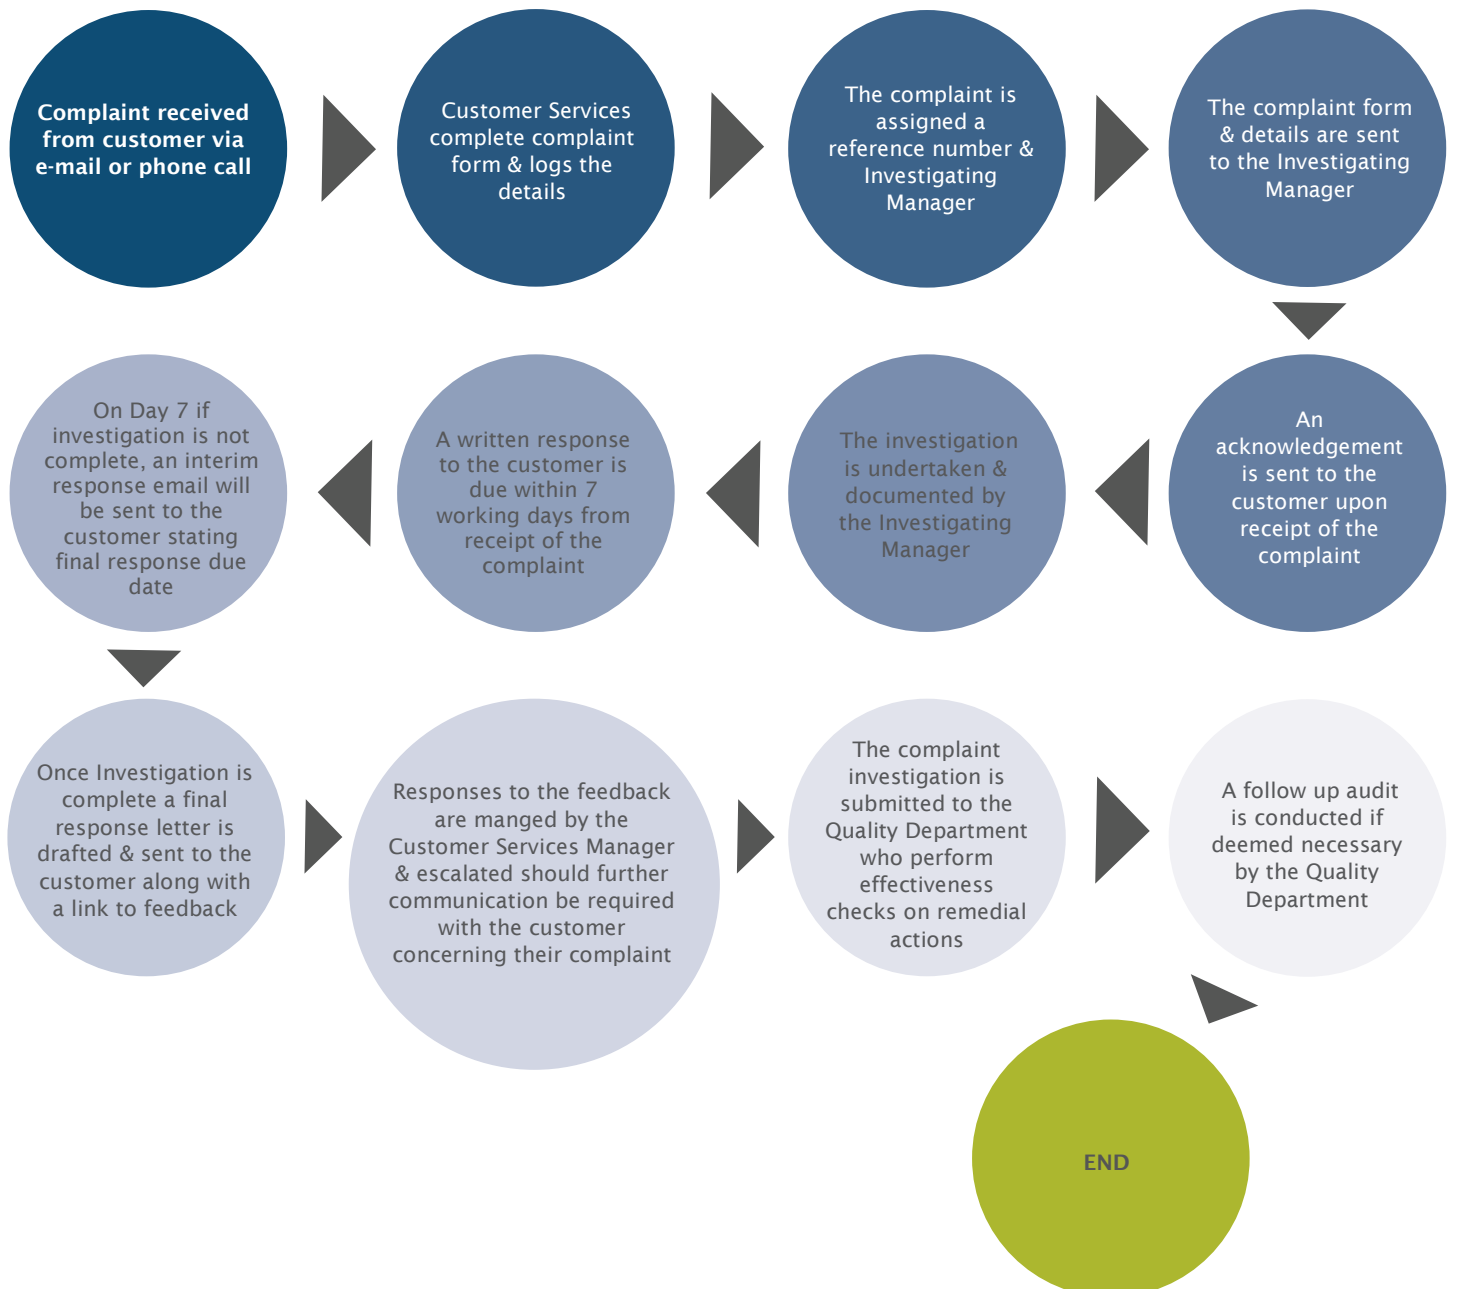 Complaint received
from customer via
e-mail or phone call
Customer Services
complete complaint
form & logs the
details
The complaint is
assigned a
reference number &
Investigating
Manager
The complaint form
& details are sent
to the Investigating
Manager
An
acknowledgement
is sent to the
customer upon
receipt of the
complaint
The investigation
is undertaken &
documented by
the Investigating
Manager
A written response
to the customer is
due within 7
working days from
receipt of the
complaint
On Day 7 if
investigation is not
complete, an interim
response email will
be sent to the
customer stating
final response due
date
Once Investigation is
complete a final
response letter is
drafted & sent to the
customer along with
a link to feedback
Responses to the feedback
are manged by the
Customer Services Manager
& escalated should further
communication be required
with the customer
concerning their complaint
The complaint
investigation is
submitted to the
Quality Department
who perform
effectiveness
checks on remedial
actions
A follow up audit
is conducted if
deemed necessary
by the Quality
Department
END